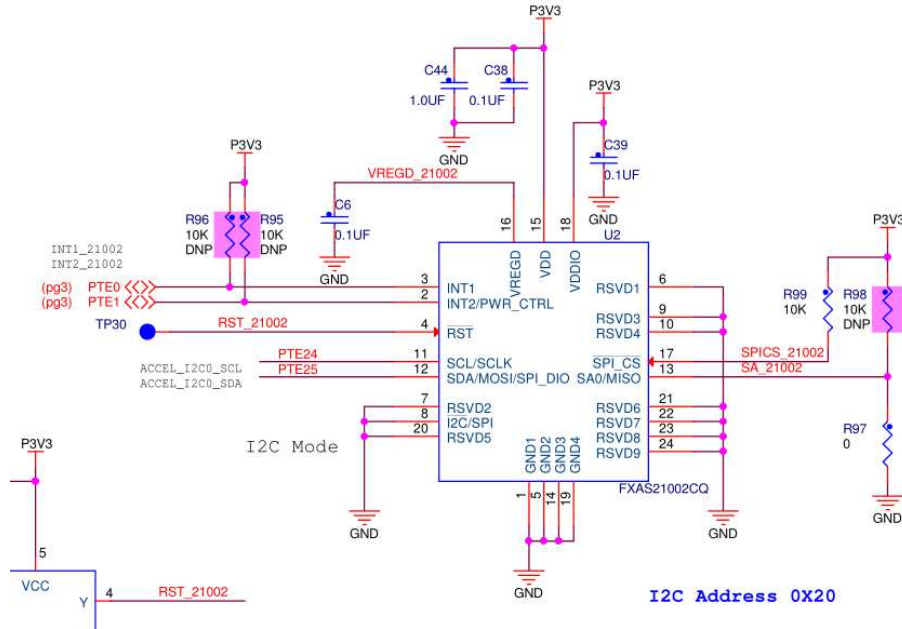 P3V3
C44
C38
1.0UF
0.1UF
GND
P3V3
C39
0.1UF
GND
P3V3
VREGD_21002
C6
0.1UF
GND
R96
10K
DNP
R95
10K
DNP
INT1_21002
INT2_21002
(pg3) PTE0
(pg3) PTE1
TP30
RST_21002
PTE24
PTE25
ACCEL_I2C0_SCL
ACCEL_I2C0_SDA
I2C Mode
GND
16
15
18
U2
VREGD
VDD
VDDIO
3 INT1
2 INT2/PWR_CTRL
4 RST
11 SCL/SCLK
12 SDA/MOSI/SPI_DIO
7 RSVD2
8 I2C/SPI
20 RSVD5
RSVD1 6
RSVD3 9
RSVD4 10
SPI_CS 17
SA0/MISO 13
RSVD6 21
RSVD7 22
RSVD8 23
RSVD9 24
GND1
GND2
GND3
GND4
1
5
14
19
FXAS21002CQ
GND
GND
P3V3
R99
10K
R98
10K
DNP
SPICS_21002
SA_21002
R97
0
GND
P3V3
5
VCC
Y
4
RST_21002
I2C Address 0X20